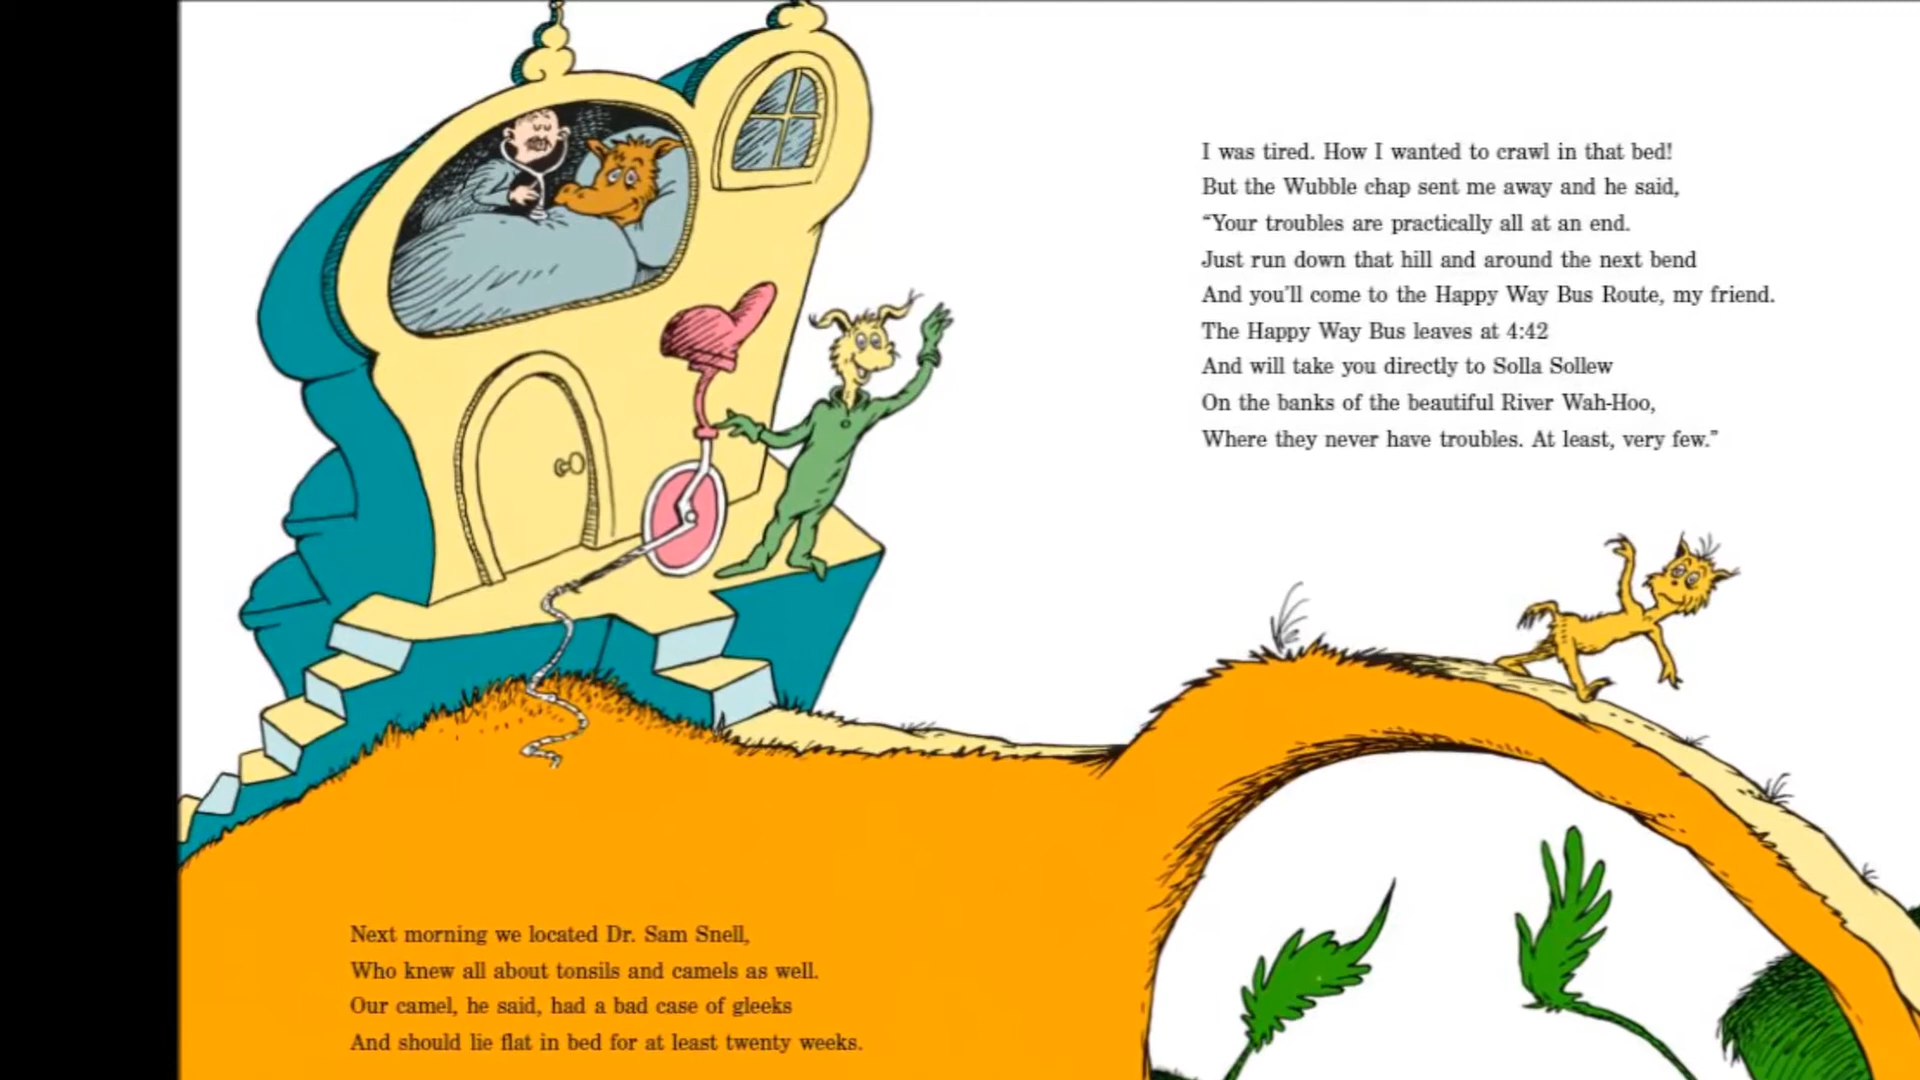 Next morning we located Dr. Sam Snell,
Who knew all about tonsils and camels as well.
Our camel, he said, had a bad case of gleeks
And should lie flat in bed for at least twenty weeks.
I was tired. How I wanted to crawl in that bed!
But the Wubble chap sent me away and he said,
“Your troubles are practically all at an end.
Just run down that hill and around the next bend
And you’ll come to the Happy Way Bus Route, my friend.
The Happy Way Bus leaves at 4:42
And will take you directly to Solla Sollew
On the banks of the beautiful River Wah-Hoo,
Where they never have troubles. At least, very few.”